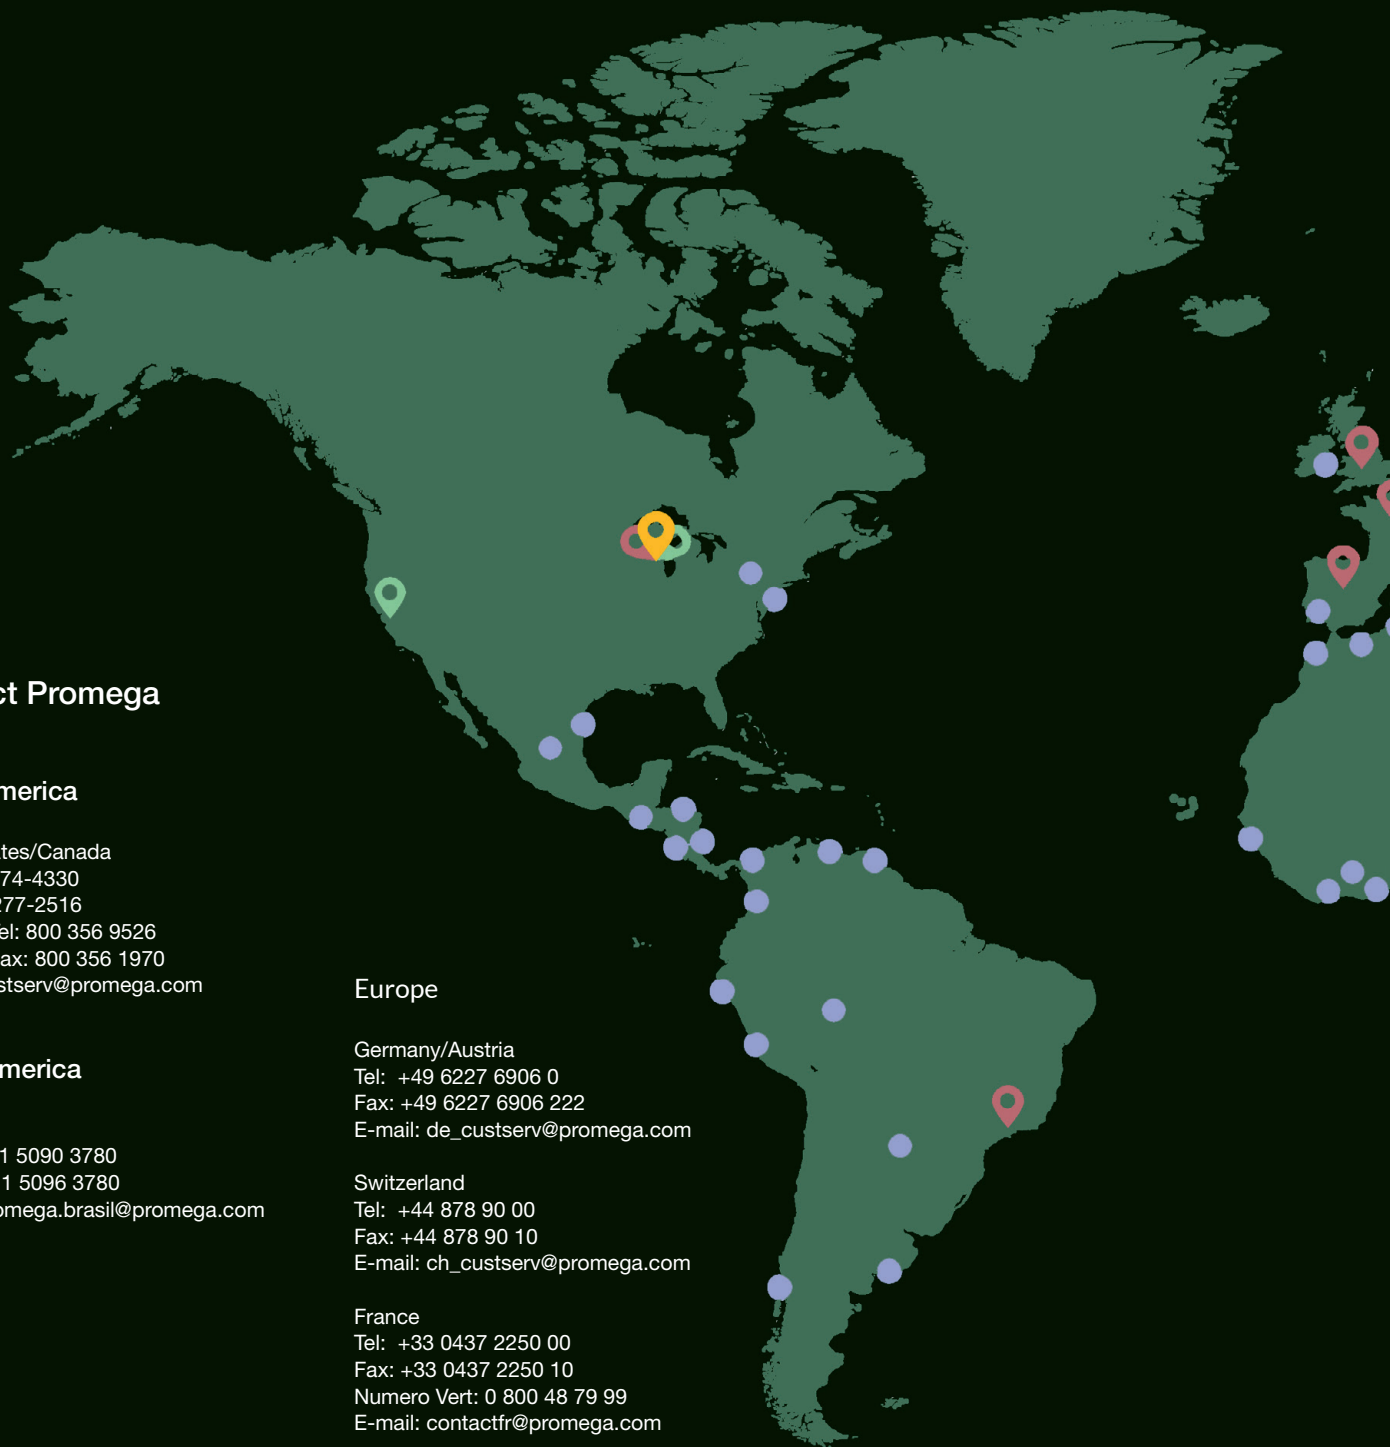 ct Promega
merica
tes/Canada
74-4330
277-2516
el: 800 356 9526
ax: 800 356 1970
stserv@promega.com
merica
1 5090 3780
1 5096 3780
omega.brasil@promega.com
Europe
Germany/Austria
Tel: +49 6227 6906 0
Fax: +49 6227 6906 222
E-mail: de_custserv@promega.com
Switzerland
Tel: +44 878 90 00
Fax: +44 878 90 10
E-mail: ch_custserv@promega.com
France
Tel: +33 0437 2250 00
Fax: +33 0437 2250 10
Numero Vert: 0 800 48 79 99
E-mail: contactfr@promega.com